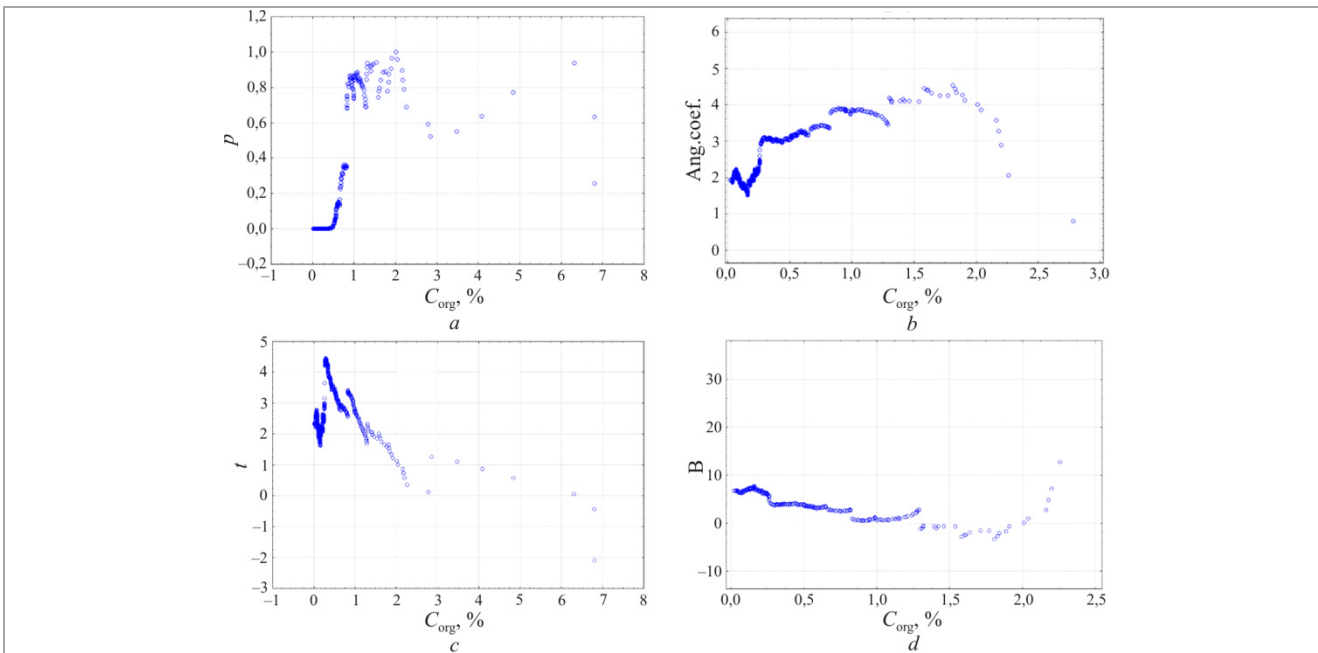 1,2
1,0
0,8
0,6
0,4
0,2
0,0
–0,2
p
–1 0 1 2 3 4 5 6 7 8
C_org, %
a
6
5
4
3
2
1
0
Ang.coef.
0,0 0,5 1,0 1,5 2,0 2,5 3,0
C_org, %
b
5
4
3
2
1
0
–1
–2
–3
t
–1 0 1 2 3 4 5 6 7 8
C_org, %
c
30
20
10
0
–10
B
0,0 0,5 1,0 1,5 2,0 2,5
C_org, %
d